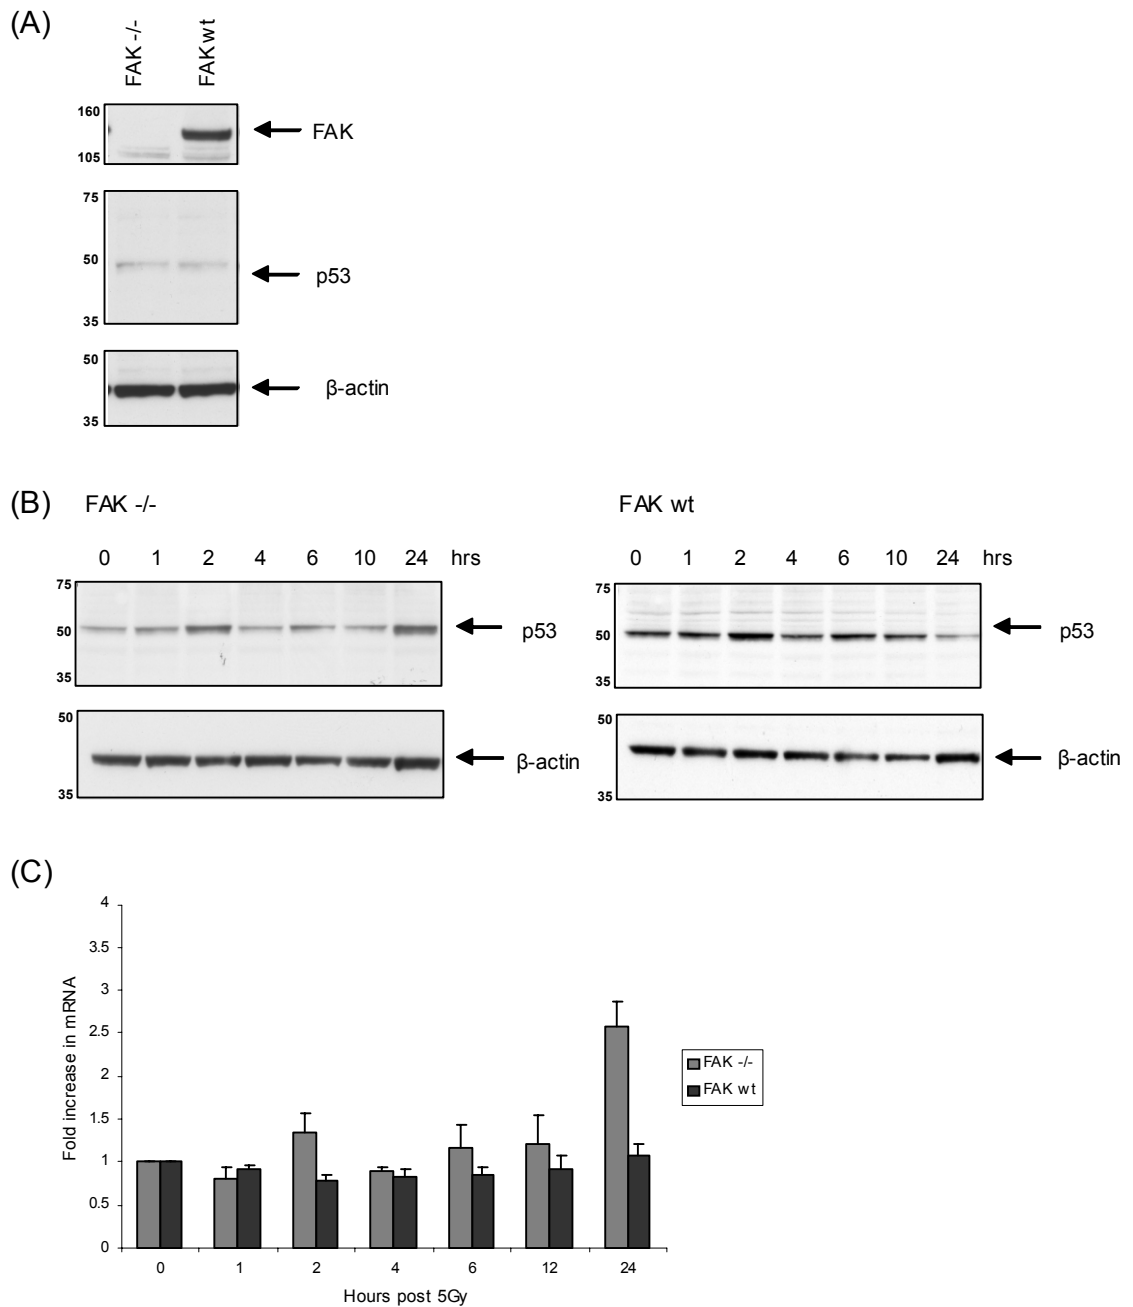 (A)
FAK -/-
FAK wt
160
105
FAK
75
50
35
p53
50
35
β-actin
(B)
FAK -/-
0 1 2 4 6 10 24 hrs
75
50
35
p53
50
35
β-actin
FAK wt
0 1 2 4 6 10 24 hrs
75
50
35
p53
50
35
β-actin
(C)
Fold increase in mRNA
4
3.5
3
2.5
2
1.5
1
0.5
0
0 1 2 4 6 12 24
Hours post 5Gy
FAK -/-
FAK wt